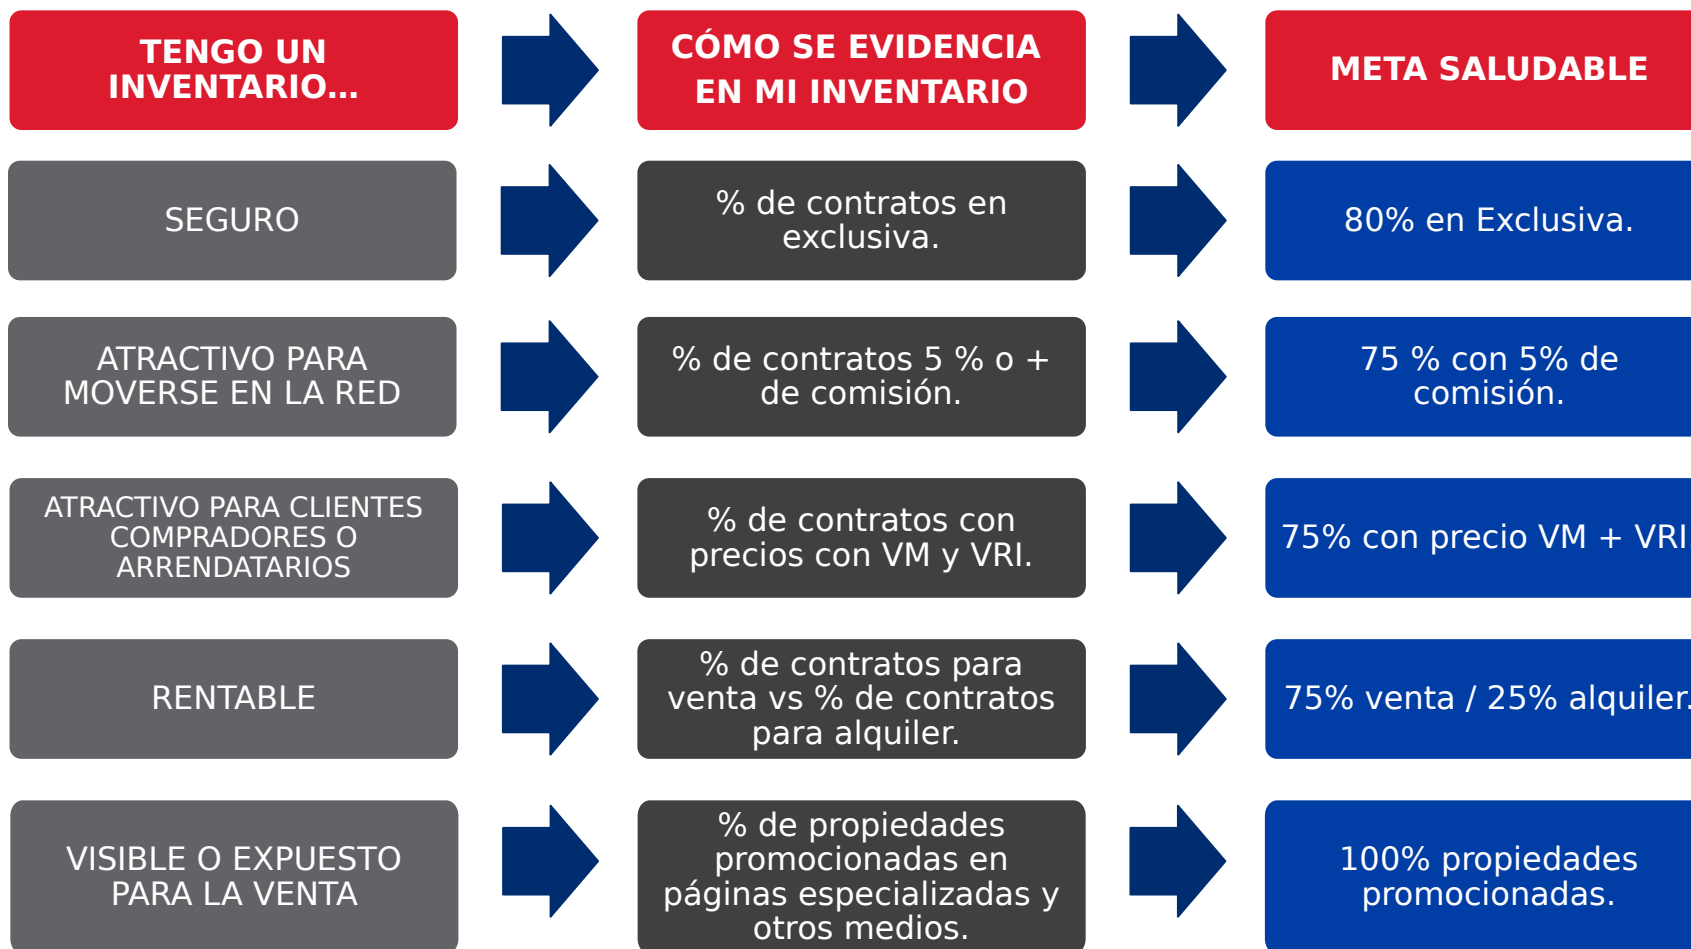 TENGO UN
INVENTARIO...
CÓMO SE EVIDENCIA
EN MI INVENTARIO
META SALUDABLE
SEGURO
% de contratos en
exclusiva.
80% en Exclusiva.
ATRACTIVO PARA
MOVERSE EN LA RED
% de contratos 5 % o +
de comisión.
75 % con 5% de
comisión.
ATRACTIVO PARA CLIENTES
COMPRADORES O
ARRENDATARIOS
% de contratos con
precios con VM y VRI.
75% con precio VM + VRI
RENTABLE
% de contratos para
venta vs % de contratos
para alquiler.
75% venta / 25% alquiler.
VISIBLE O EXPUESTO
PARA LA VENTA
% de propiedades
promocionadas en
páginas especializadas y
otros medios.
100% propiedades
promocionadas.